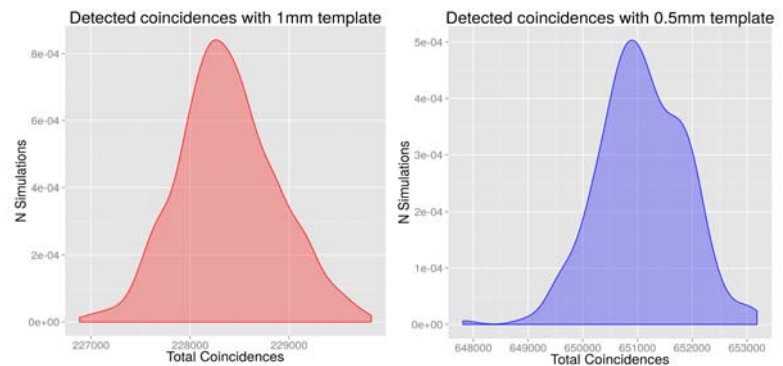 Detected coincidences with 1mm template
8e-04
6e-04
4e-04
2e-04
0e+00
N Simulations
227000 228000 229000
Total Coincidences
Detected coincidences with 0.5mm template
5e-04
4e-04
3e-04
2e-04
1e-04
0e+00
N Simulations
648000 649000 650000 651000 652000 653000
Total Coincidences